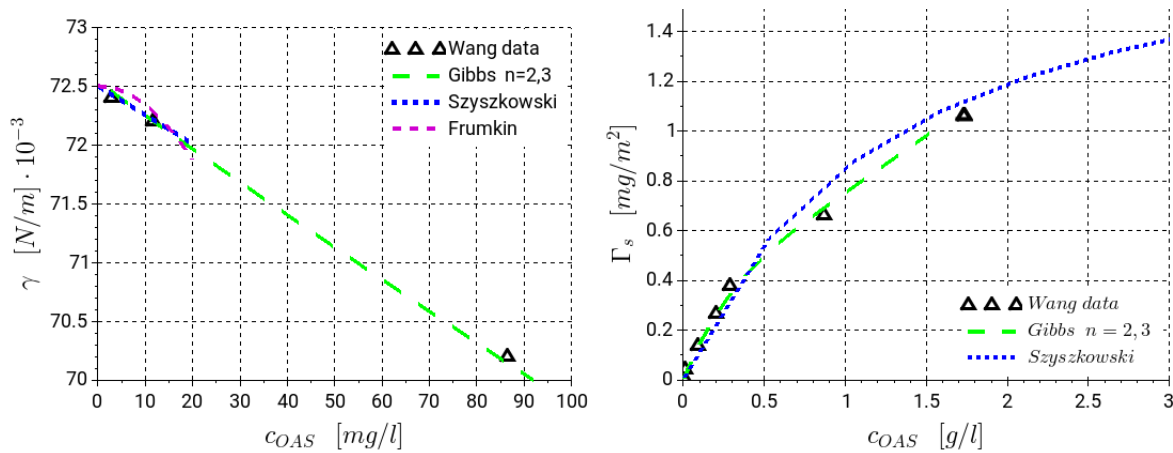 73
72.5
72
71.5
71
70.5
70
0 10 20 30 40 50 60 70 80 90 100
γ [N/m] · 10⁻³
c_OAS [mg/l]
Wang data
Gibbs n=2,3
Szyszkowski
Frumkin
1.4
1.2
1
0.8
0.6
0.4
0.2
0
0 0.5 1 1.5 2 2.5 3
Γ_s [mg/m²]
c_OAS [g/l]
Wang data
Gibbs n = 2, 3
Szyszkowski